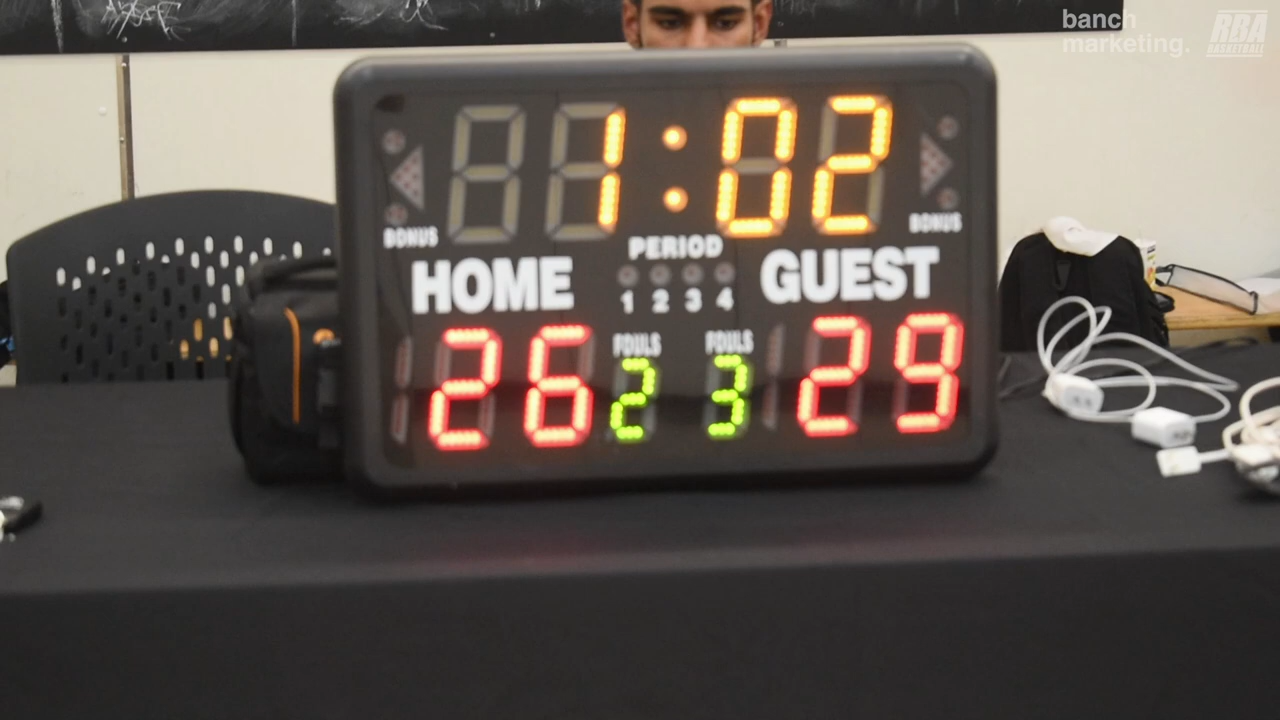 banch
marketing.
RBA
BASKETBALL
1:02
BONUS
BONUS
PERIOD
HOME
GUEST
1 2 3 4
FOULS
FOULS
26
2
3
29